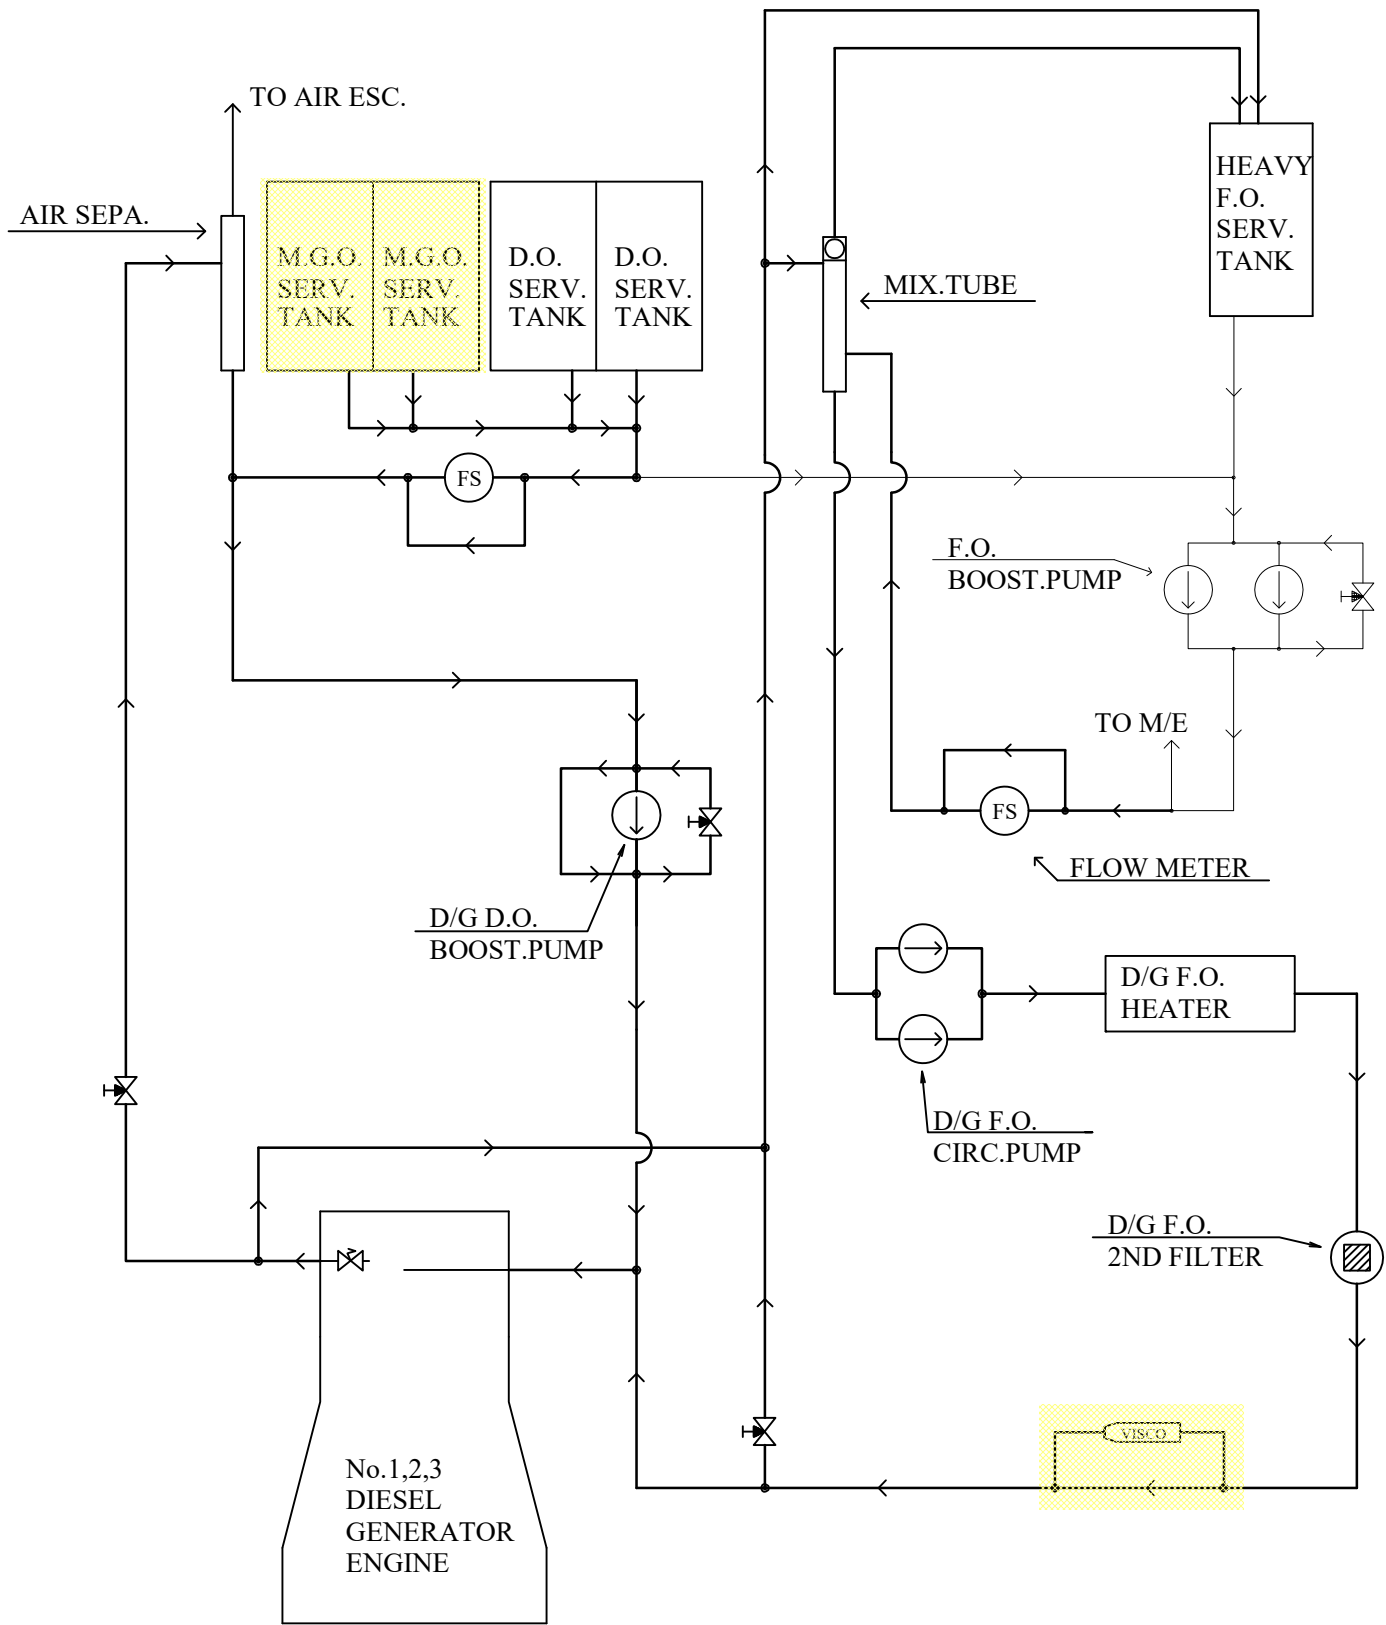 TO AIR ESC.
AIR SEPA.
M.G.O.
SERV.
TANK
M.G.O.
SERV.
TANK
D.O.
SERV.
TANK
D.O.
SERV.
TANK
HEAVY
F.O.
SERV.
TANK
MIX.TUBE
FS
F.O.
BOOST.PUMP
TO M/E
FS
FLOW METER
D/G D.O.
BOOST.PUMP
D/G F.O.
HEATER
D/G F.O.
CIRC.PUMP
D/G F.O.
2ND FILTER
VISCO
No.1,2,3
DIESEL
GENERATOR
ENGINE